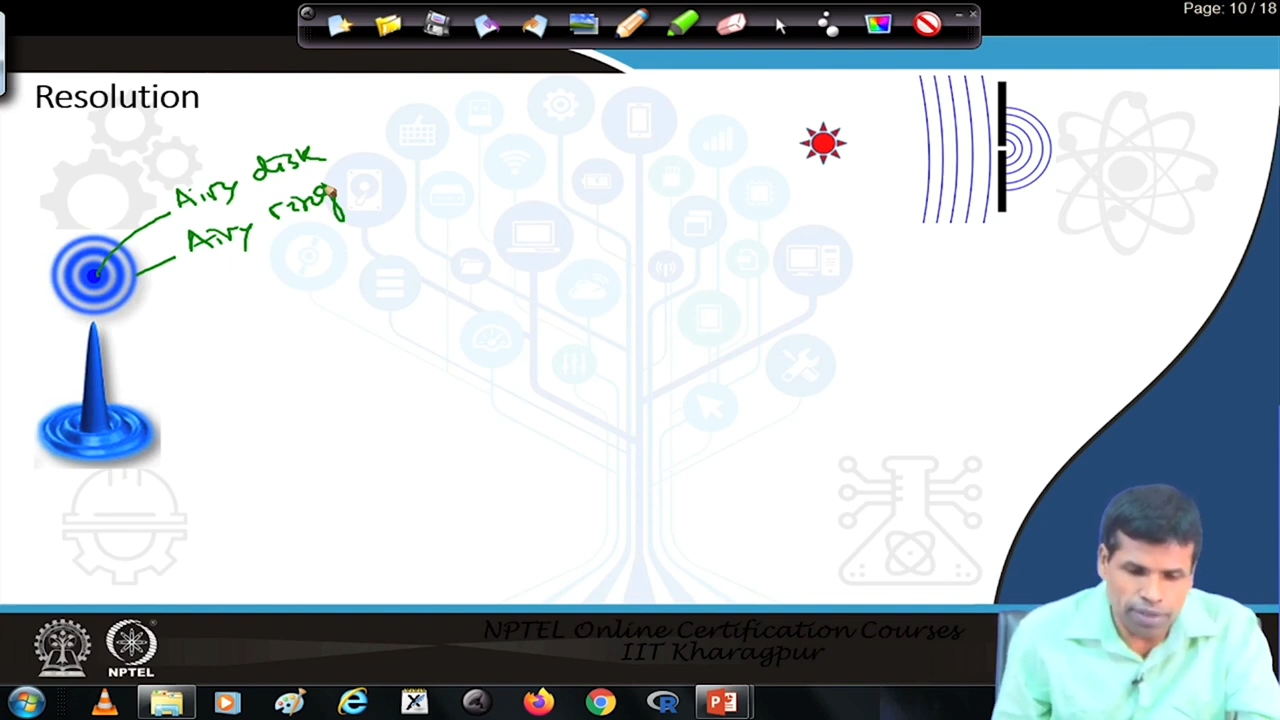 Page: 10 / 18
Resolution
Airy disk
Airy ring
NPTEL Online Certification Courses
IIT Kharagpur
NPTEL